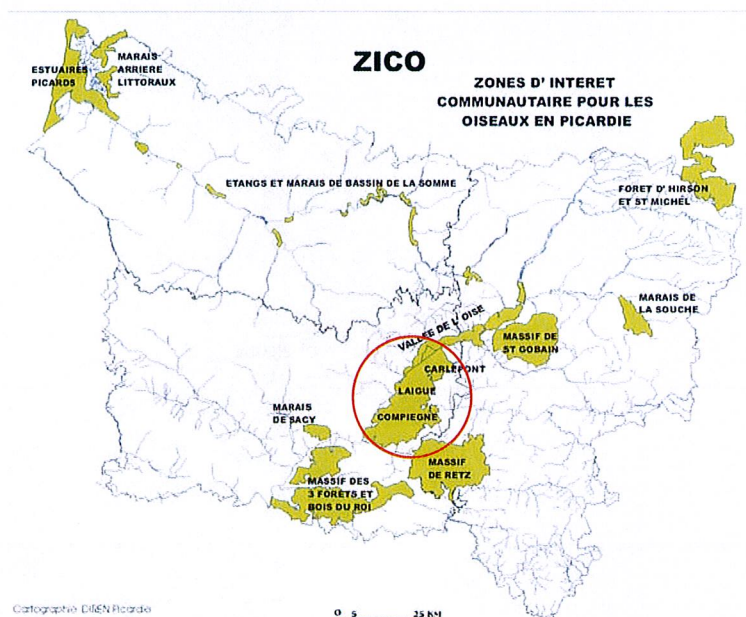 ZICO
ZONES D' INTERET
COMMUNAUTAIRE POUR LES
OISEAUX EN PICARDIE
ESTUAIRES
PICARDS
MARAIS
ARRIERE
LITTORAUX
ETANGS ET MARAIS DE BASSIN DE LA SOMME
FORET D' HIRSON
ET ST MICHEL
MARAIS DE
LA SOUCHE
VALLEE DE L' OISE
MASSIF DE
ST GOBAIN
CARLEPONT
LAIGUE
COMPIEGNE
MARAIS
DE SACY
MASSIF
DE RETZ
MASSIF DES
3 FORÊTS ET
BOIS DU ROI
Cartographie DIREN Picardie
0 5 25 KM